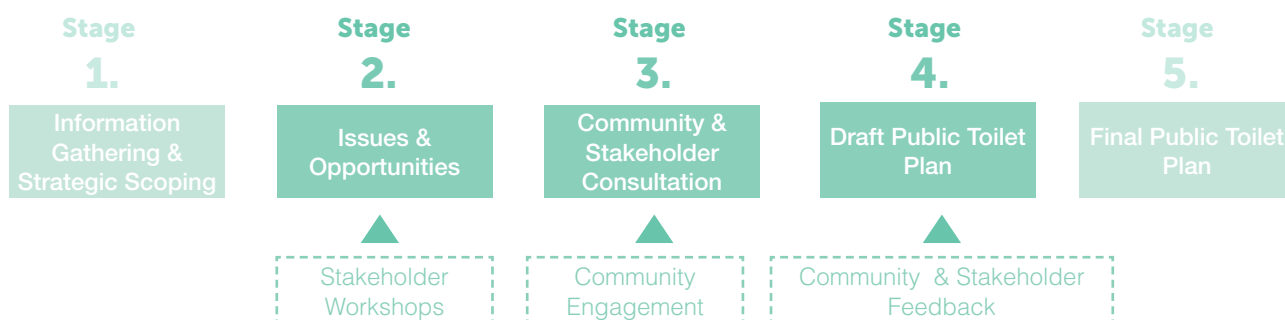 Stage
1.
Information
Gathering &
Strategic Scoping
Stage
2.
Issues &
Opportunities
Stage
3.
Community &
Stakeholder
Consultation
Stage
4.
Draft Public Toilet
Plan
Stage
5.
Final Public Toilet
Plan
Stakeholder
Workshops
Community
Engagement
Community & Stakeholder
Feedback